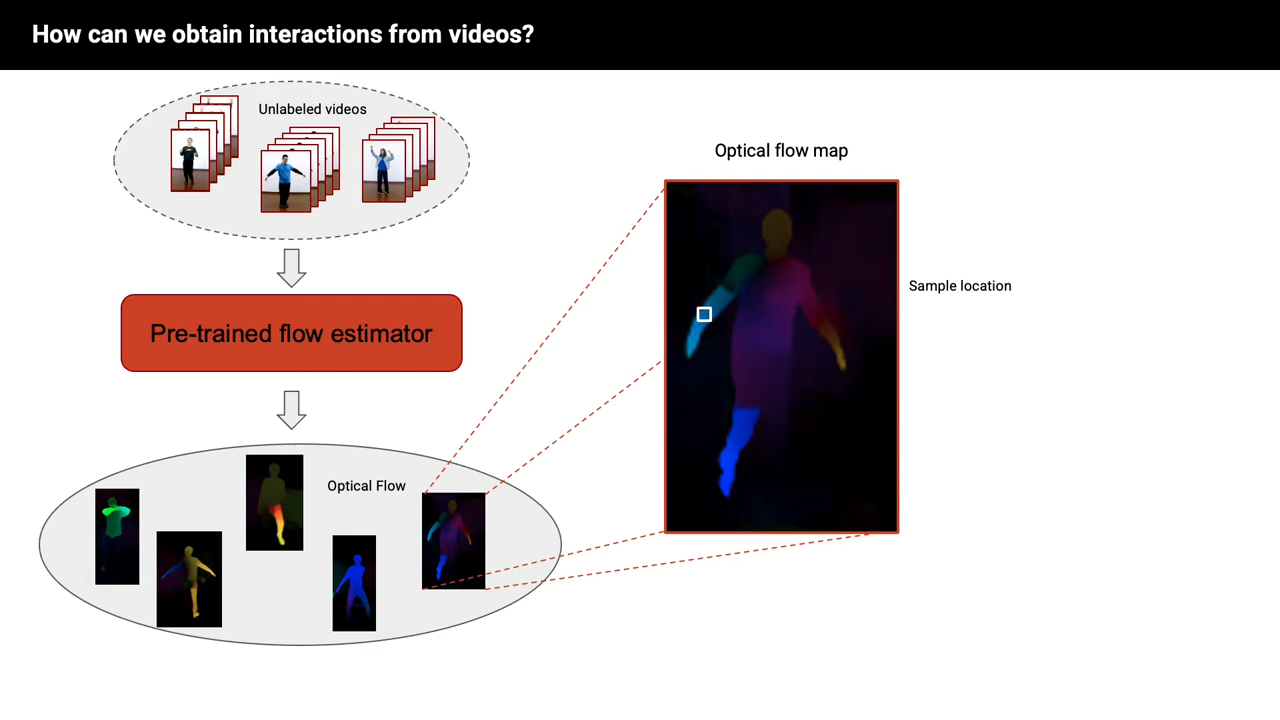 How can we obtain interactions from videos?
Unlabeled videos
Optical flow map
Sample location
Pre-trained flow estimator
Optical Flow